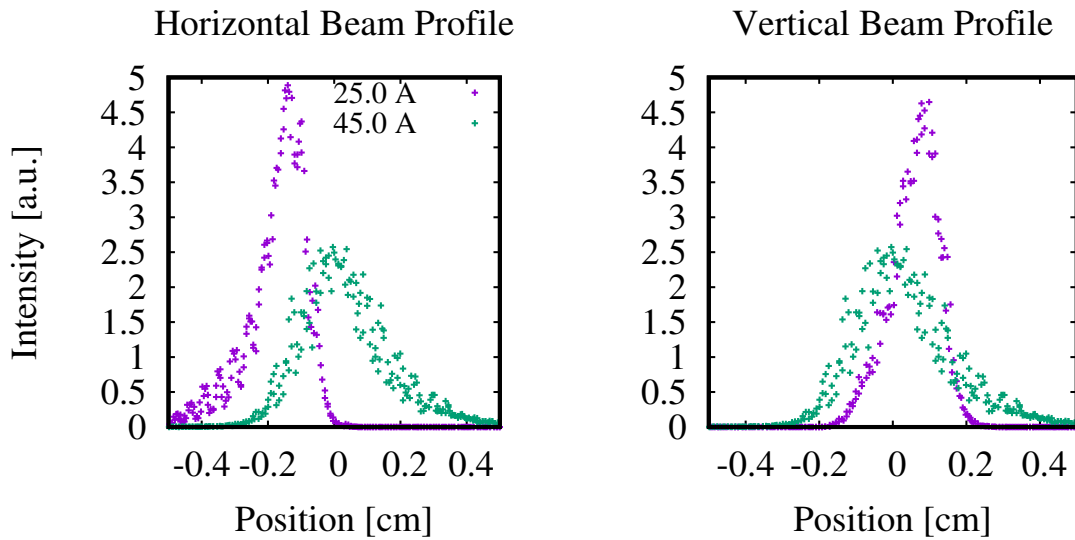 Horizontal Beam Profile
Intensity [a.u.]
5
4.5
4
3.5
3
2.5
2
1.5
1
0.5
0
25.0 A
45.0 A
-0.4 -0.2 0 0.2 0.4
Position [cm]
Vertical Beam Profile
5
4.5
4
3.5
3
2.5
2
1.5
1
0.5
0
-0.4 -0.2 0 0.2 0.4
Position [cm]